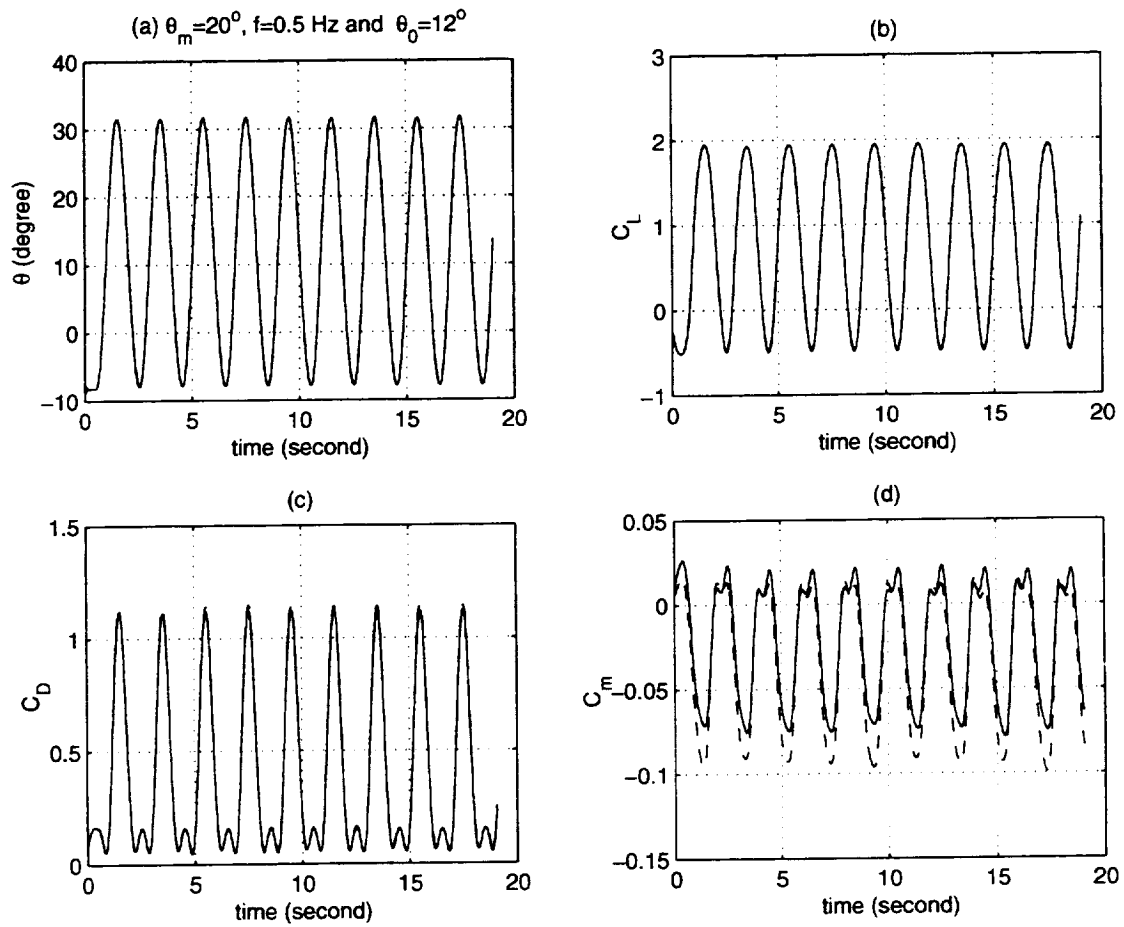 (a) θm=20°, f=0.5 Hz and θ0=12°
40
30
20
10
0
−10
θ (degree)
0 5 10 15 20
time (second)
(b)
3
2
1
0
−1
CL
0 5 10 15 20
time (second)
(c)
1.5
1
0.5
0
CD
0 5 10 15 20
time (second)
(d)
0.05
0
−0.05
−0.1
−0.15
Cm
0 5 10 15 20
time (second)